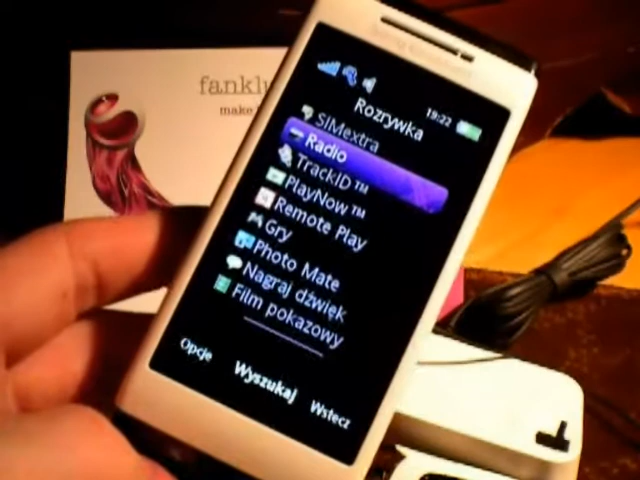 fanklu
make
19:22
Rozrywka
SIMextra
Radio
TrackID™
PlayNow™
Remote Play
Gry
Photo Mate
Nagraj dźwięk
Film pokazowy
Opcje Wyszukaj Wstecz